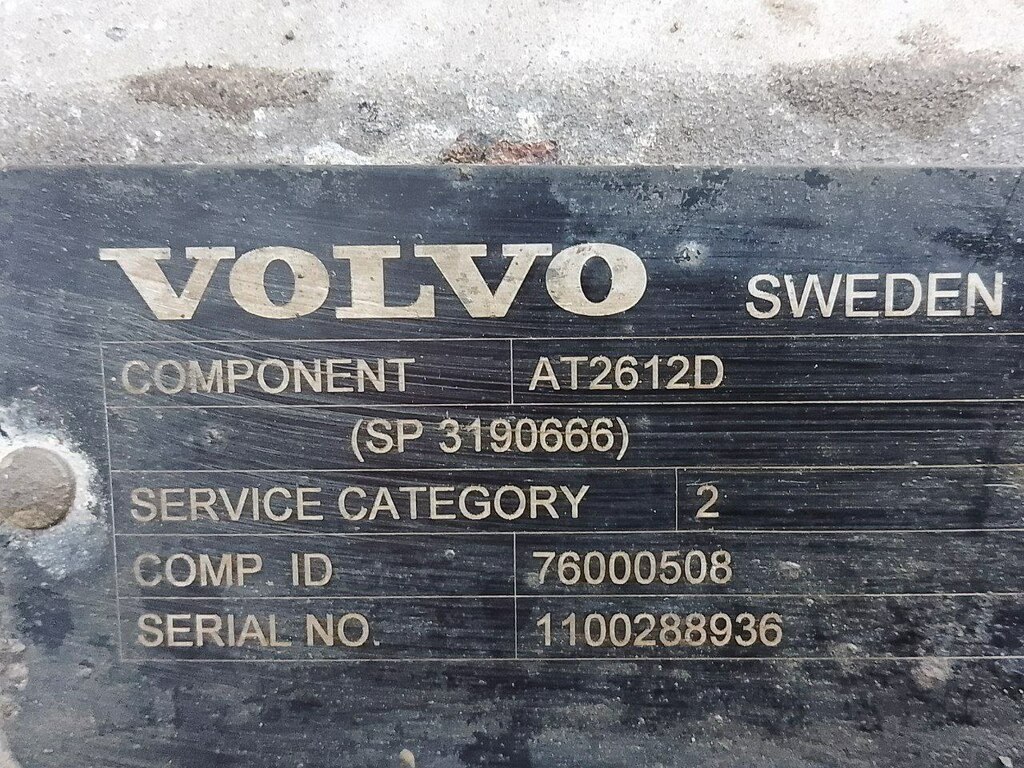 VOLVO SWEDEN
COMPONENT AT2612D
(SP 3190666)
SERVICE CATEGORY 2
COMP ID 76000508
SERIAL NO. 1100288936